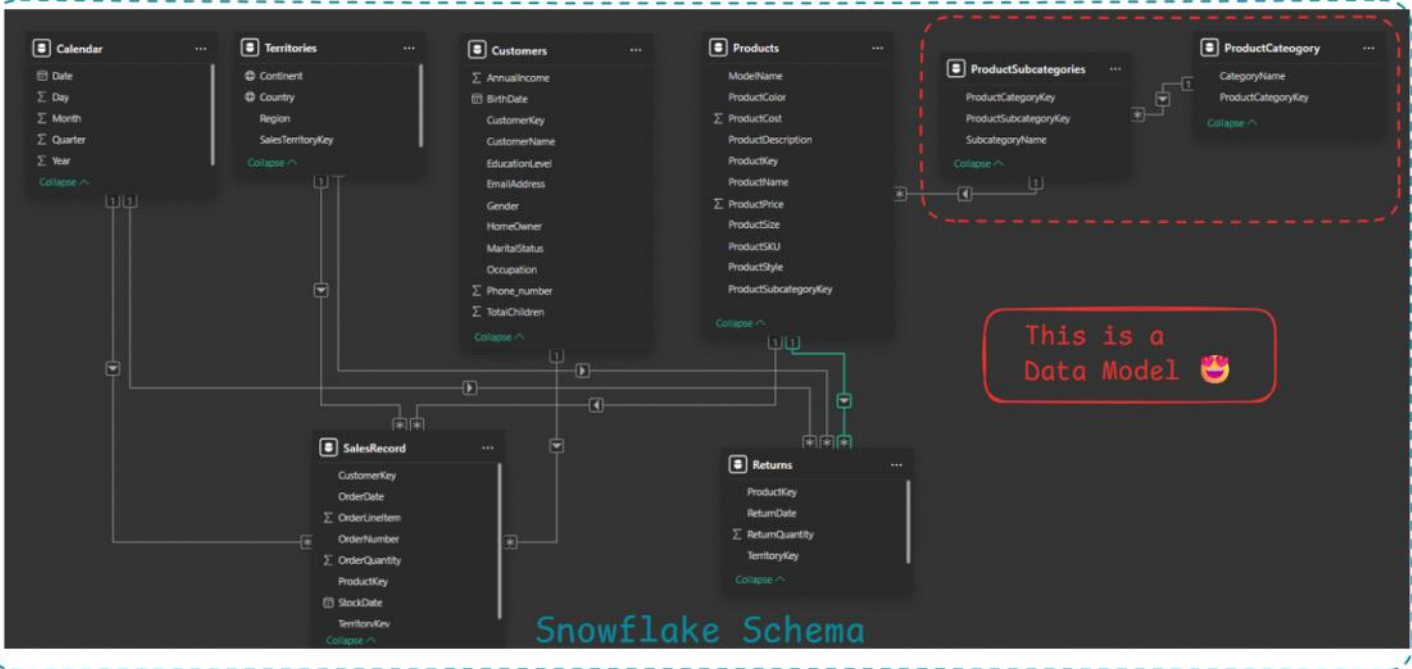 Calendar
Date
Day
Month
Quarter
Year
Collapse
Territories
Continent
Country
Region
SalesTerritoryKey
Collapse
Customers
AnnualIncome
BirthDate
CustomerKey
CustomerName
EducationLevel
EmailAddress
Gender
HomeOwner
MaritalStatus
Occupation
Phone_number
TotalChildren
Collapse
Products
ModelName
ProductColor
ProductCost
ProductDescription
ProductKey
ProductName
ProductPrice
ProductSize
ProductSKU
ProductStyle
ProductSubcategoryKey
Collapse
ProductSubcategories
ProductCategoryKey
ProductSubcategoryKey
SubcategoryName
Collapse
ProductCateogory
CategoryName
ProductCategoryKey
Collapse
This is a
Data Model 😍
SalesRecord
CustomerKey
OrderDate
OrderLineItem
OrderNumber
OrderQuantity
ProductKey
StockDate
TerritoryKey
Collapse
Returns
ProductKey
ReturnDate
ReturnQuantity
TerritoryKey
Collapse
Snowflake Schema